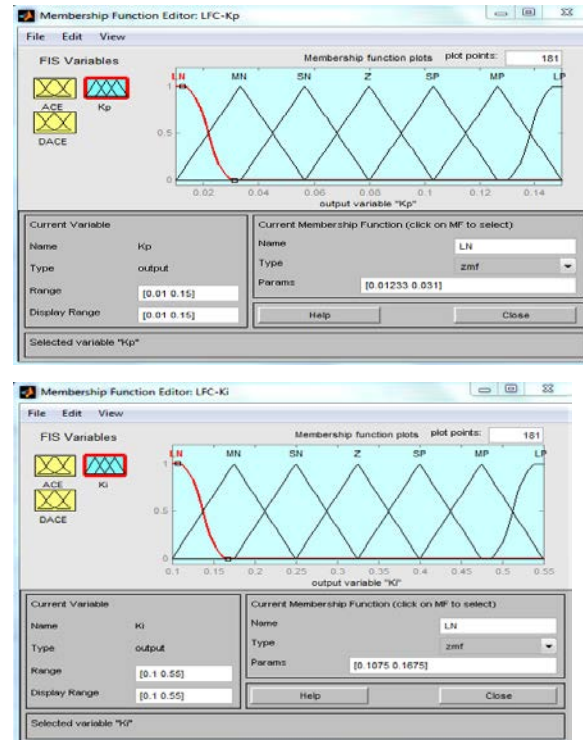 Membership Function Editor: LFC-Kp
File Edit View
FIS Variables
Membership function plots plot points: 181
LN MN SN Z SP MP LP
ACE Kp
DACE
1
0.5
0
0.02 0.04 0.06 0.08 0.1 0.12 0.14
output variable "Kp"
Current Variable
Name Kp
Type output
Range [0.01 0.15]
Display Range [0.01 0.15]
Current Membership Function (click on MF to select)
Name LN
Type zmf
Params [0.01233 0.031]
Help Close
Selected variable "Kp"
Membership Function Editor: LFC-Ki
File Edit View
FIS Variables
Membership function plots plot points: 181
LN MN SN Z SP MP LP
ACE Ki
DACE
1
0.5
0
0.1 0.15 0.2 0.25 0.3 0.35 0.4 0.45 0.5 0.55
output variable "Ki"
Current Variable
Name Ki
Type output
Range [0.1 0.55]
Display Range [0.1 0.55]
Current Membership Function (click on MF to select)
Name LN
Type zmf
Params [0.1075 0.1675]
Help Close
Selected variable "Ki"